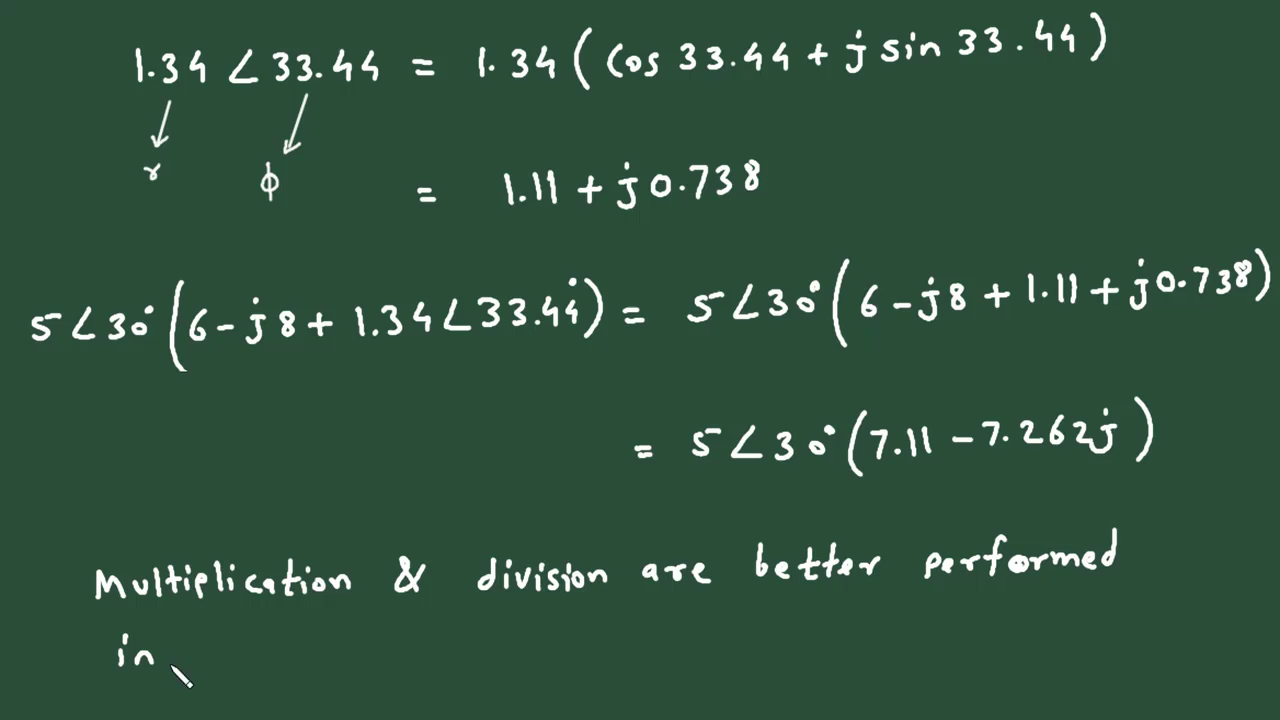 1.34 ∠ 33.44 = 1.34 ( cos 33.44 + j sin 33.44 )
r ϕ
= 1.11 + j 0.738
5 ∠ 30° ( 6 - j 8 + 1.34 ∠ 33.44° ) = 5 ∠ 30° ( 6 - j 8 + 1.11 + j 0.738 )
= 5 ∠ 30° ( 7.11 - 7.262 j )
Multiplication & division are better performed
in